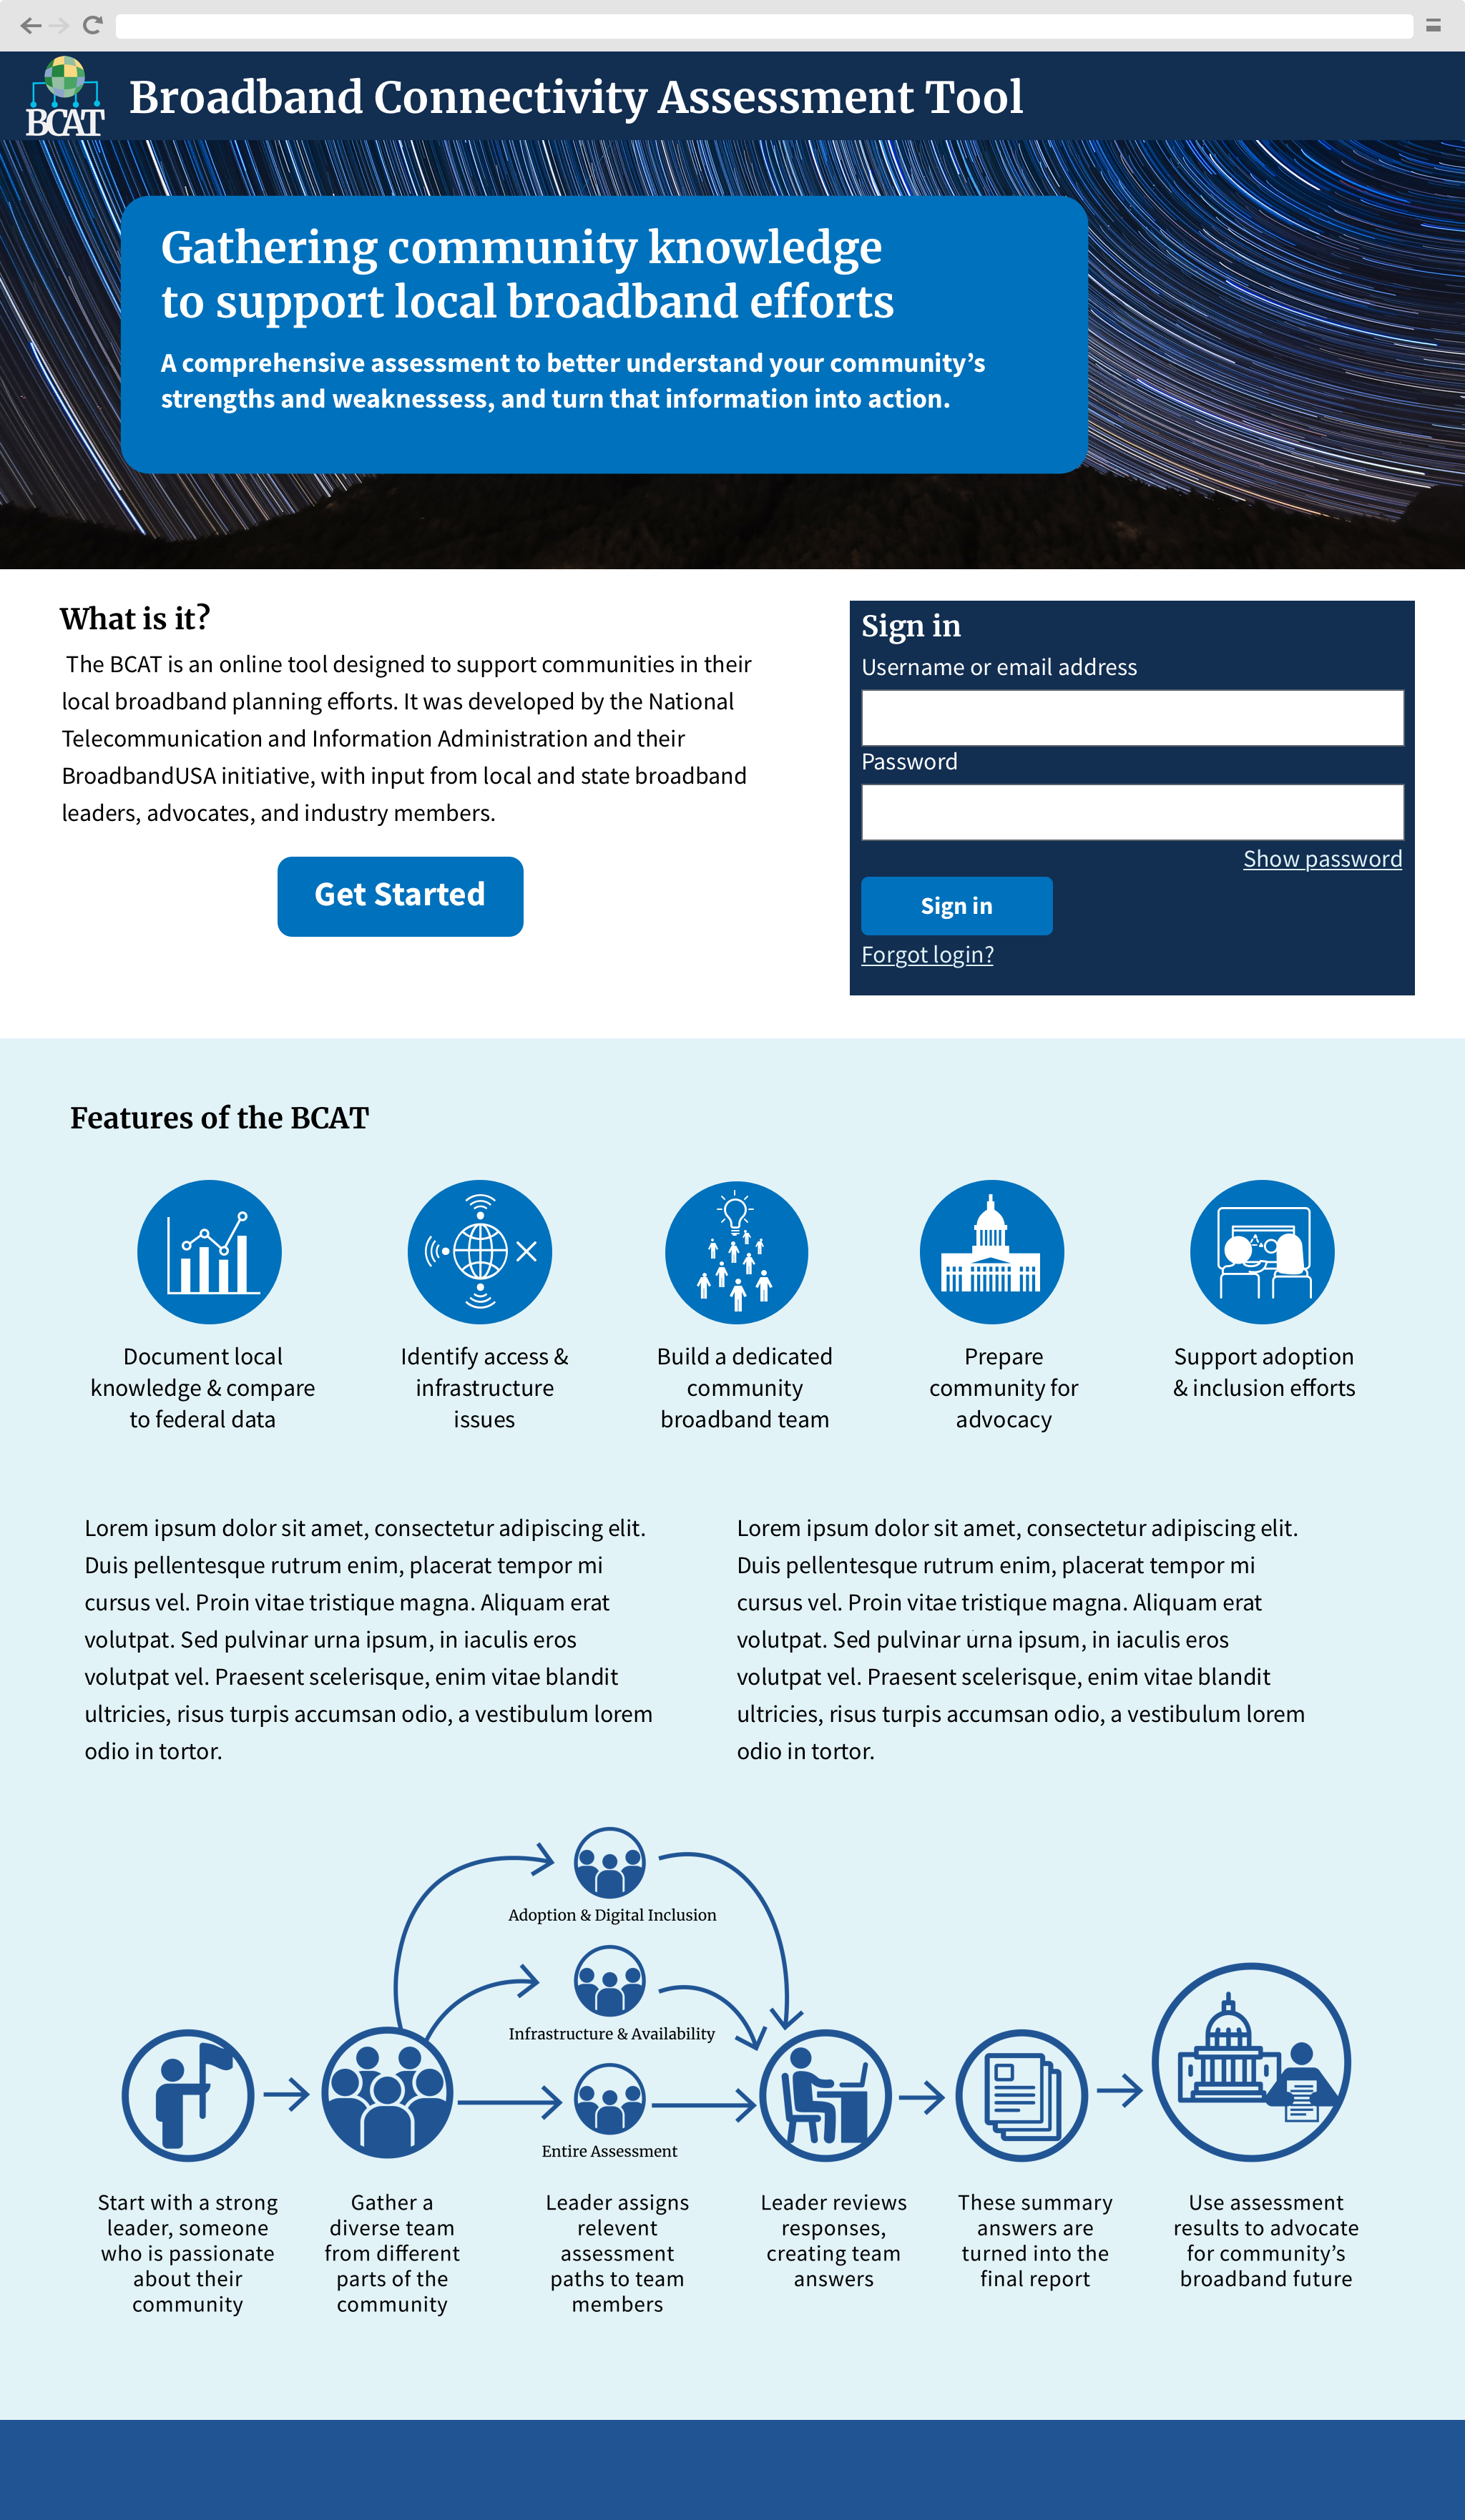 BCAT
Broadband Connectivity Assessment Tool
Gathering community knowledge
to support local broadband efforts
A comprehensive assessment to better understand your community’s
strengths and weaknessess, and turn that information into action.
What is it?
The BCAT is an online tool designed to support communities in their
local broadband planning efforts. It was developed by the National
Telecommunication and Information Administration and their
BroadbandUSA initiative, with input from local and state broadband
leaders, advocates, and industry members.
Get Started
Sign in
Username or email address
Password
Show password
Sign in
Forgot login?
Features of the BCAT
Document local
knowledge & compare
to federal data
Identify access &
infrastructure
issues
Build a dedicated
community
broadband team
Prepare
community for
advocacy
Support adoption
& inclusion efforts
Lorem ipsum dolor sit amet, consectetur adipiscing elit.
Duis pellentesque rutrum enim, placerat tempor mi
cursus vel. Proin vitae tristique magna. Aliquam erat
volutpat. Sed pulvinar urna ipsum, in iaculis eros
volutpat vel. Praesent scelerisque, enim vitae blandit
ultricies, risus turpis accumsan odio, a vestibulum lorem
odio in tortor.
Lorem ipsum dolor sit amet, consectetur adipiscing elit.
Duis pellentesque rutrum enim, placerat tempor mi
cursus vel. Proin vitae tristique magna. Aliquam erat
volutpat. Sed pulvinar urna ipsum, in iaculis eros
volutpat vel. Praesent scelerisque, enim vitae blandit
ultricies, risus turpis accumsan odio, a vestibulum lorem
odio in tortor.
Adoption & Digital Inclusion
Infrastructure & Availability
Entire Assessment
Start with a strong
leader, someone
who is passionate
about their
community
Gather a
diverse team
from different
parts of the
community
Leader assigns
relevent
assessment
paths to team
members
Leader reviews
responses,
creating team
answers
These summary
answers are
turned into the
final report
Use assessment
results to advocate
for community’s
broadband future